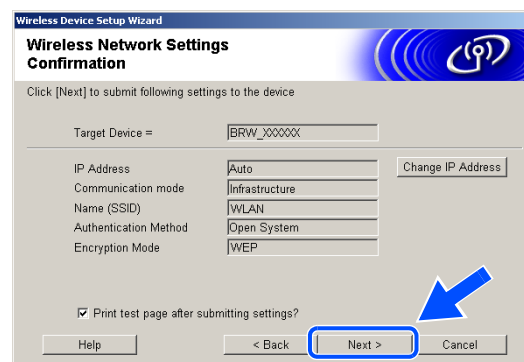 Wireless Device Setup Wizard
Wireless Network Settings
Confirmation
Click [Next] to submit following settings to the device
Target Device = BRW_XXXXXX
IP Address Auto Change IP Address
Communication mode Infrastructure
Name (SSID) WLAN
Authentication Method Open System
Encryption Mode WEP
Print test page after submitting settings?
Help < Back Next > Cancel